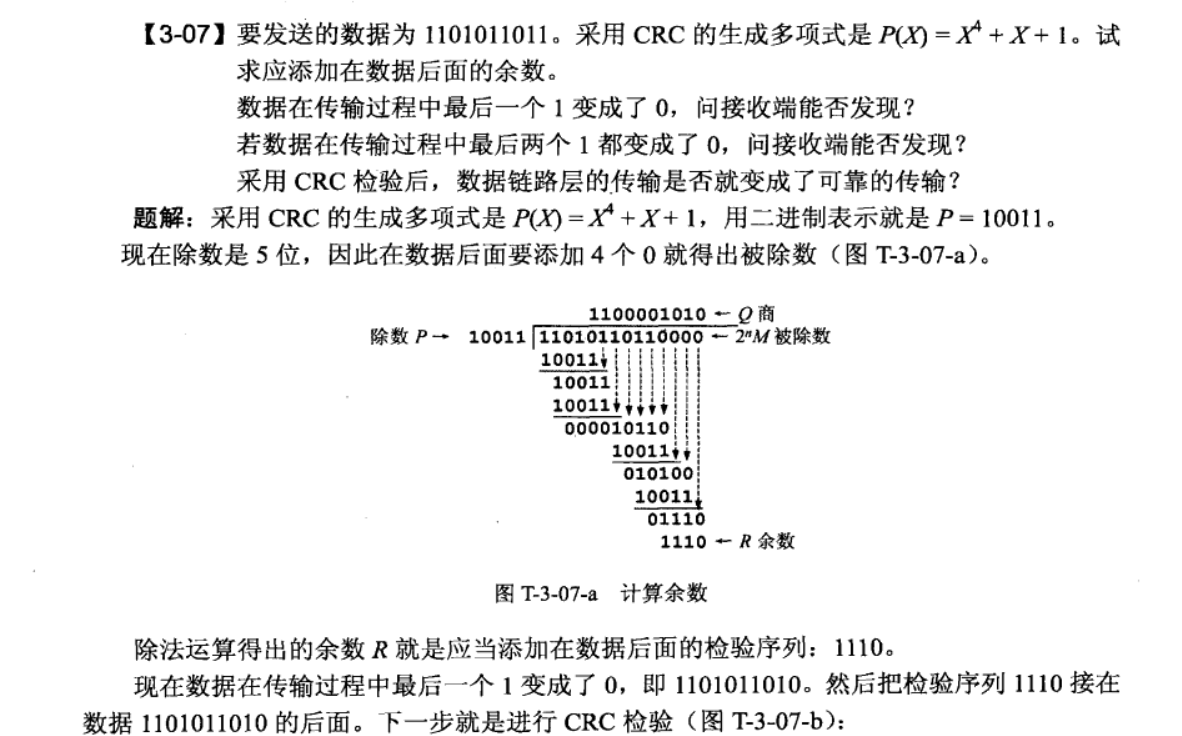 【3-07】要发送的数据为 1101011011。采用 CRC 的生成多项式是 P(X) = X⁴ + X + 1。试
求应添加在数据后面的余数。
数据在传输过程中最后一个 1 变成了 0，问接收端能否发现？
若数据在传输过程中最后两个 1 都变成了 0，问接收端能否发现？
采用 CRC 检验后，数据链路层的传输是否就变成了可靠的传输？
题解：采用 CRC 的生成多项式是 P(X) = X⁴ + X + 1，用二进制表示就是 P = 10011。
现在除数是 5 位，因此在数据后面要添加 4 个 0 就得出被除数（图 T-3-07-a）。
1100001010 ← Q 商
除数 P → 10011 11010110110000 ← 2ⁿM 被除数
10011
10011
10011
000010110
10011
010100
10011
01110
1110 ← R 余数
图 T-3-07-a 计算余数
除法运算得出的余数 R 就是应当添加在数据后面的检验序列：1110。
现在数据在传输过程中最后一个 1 变成了 0，即 1101011010。然后把检验序列 1110 接在
数据 1101011010 的后面。下一步就是进行 CRC 检验（图 T-3-07-b）：